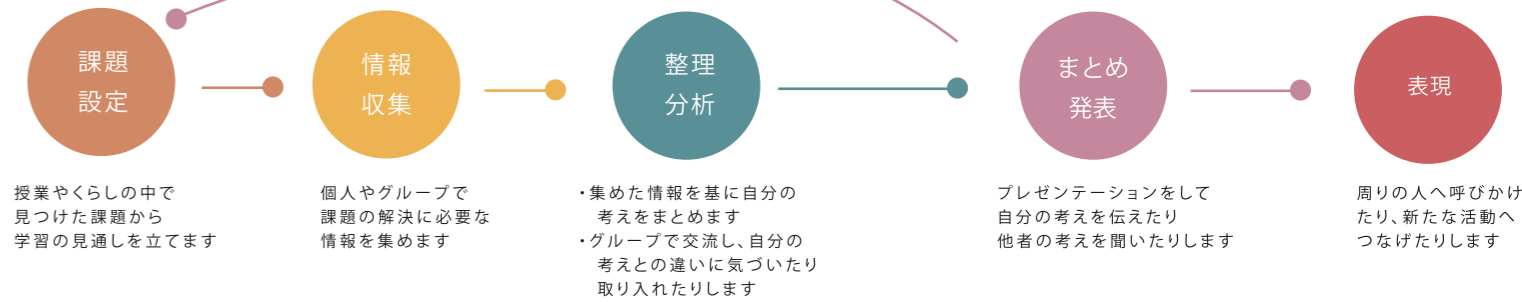 課題
設定
情報
収集
整理
分析
まとめ
発表
表現
授業やくらしの中で
見つけた課題から
学習の見通しを立てます
個人やグループで
課題の解決に必要な
情報を集めます
・集めた情報を基に自分の
考えをまとめます
・グループで交流し、自分の
考えとの違いに気づいたり
取り入れたりします
プレゼンテーションをして
自分の考えを伝えたり
他者の考えを聞いたりします
周りの人へ呼びかけ
たり、新たな活動へ
つなげたりします